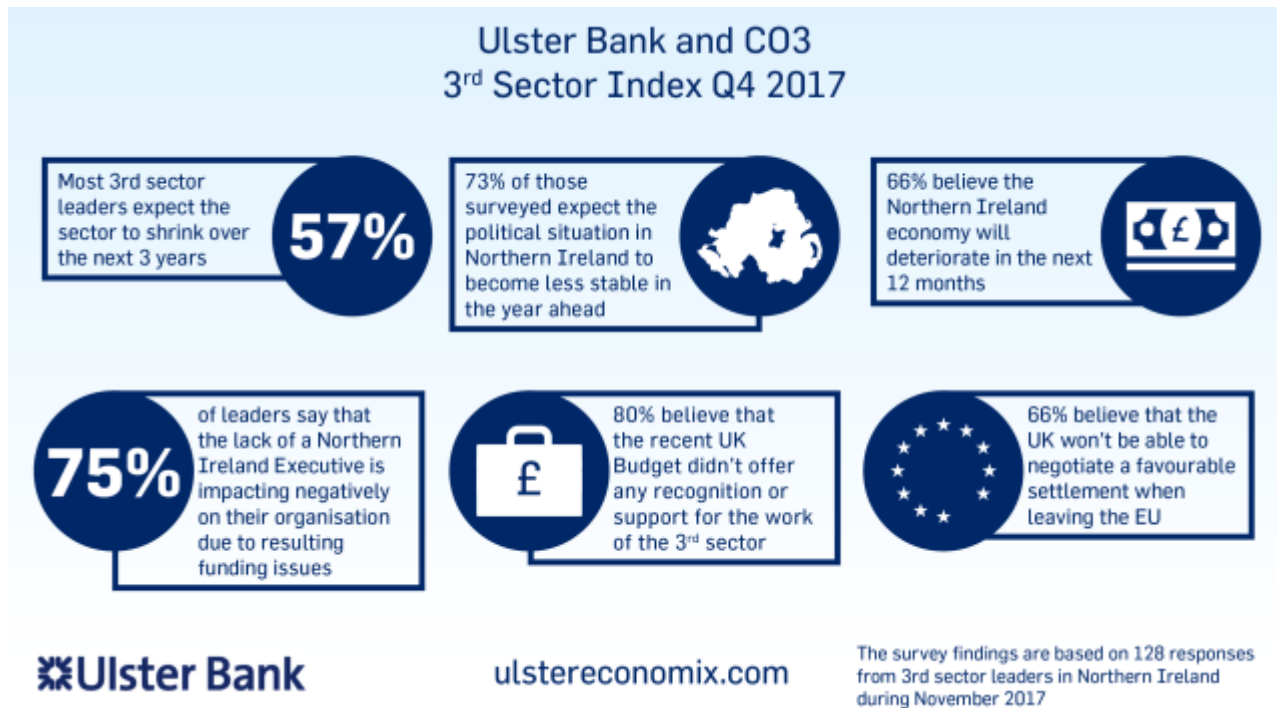 Ulster Bank and CO3
3rd Sector Index Q4 2017
Most 3rd sector
leaders expect the
sector to shrink over
the next 3 years
57%
73% of those
surveyed expect the
political situation in
Northern Ireland to
become less stable in
the year ahead
66% believe the
Northern Ireland
economy will
deteriorate in the next
12 months
£
75%
of leaders say that
the lack of a Northern
Ireland Executive is
impacting negatively
on their organisation
due to resulting
funding issues
£
80% believe that
the recent UK
Budget didn't offer
any recognition or
support for the work
of the 3rd sector
66% believe that the
UK won't be able to
negotiate a favourable
settlement when
leaving the EU
Ulster Bank
ulstereconomix.com
The survey findings are based on 128 responses
from 3rd sector leaders in Northern Ireland
during November 2017